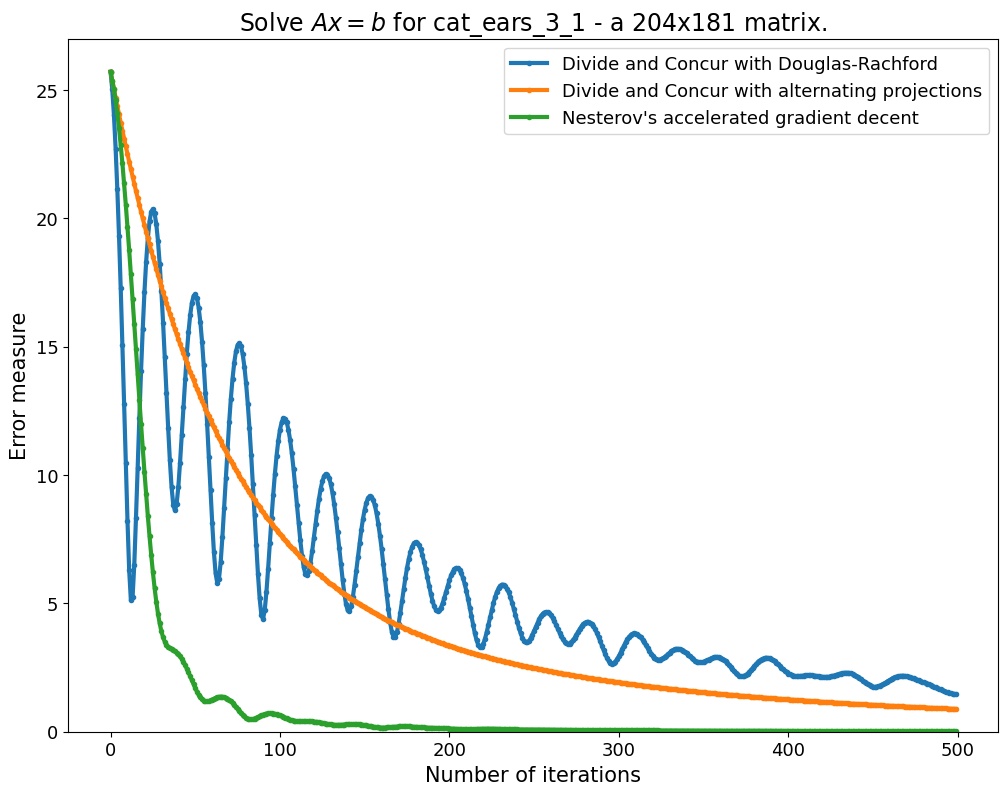 Solve Ax = b for cat_ears_3_1 - a 204x181 matrix.
Divide and Concur with Douglas-Rachford
Divide and Concur with alternating projections
Nesterov's accelerated gradient decent
Error measure
25
20
15
10
5
0
0 100 200 300 400 500
Number of iterations